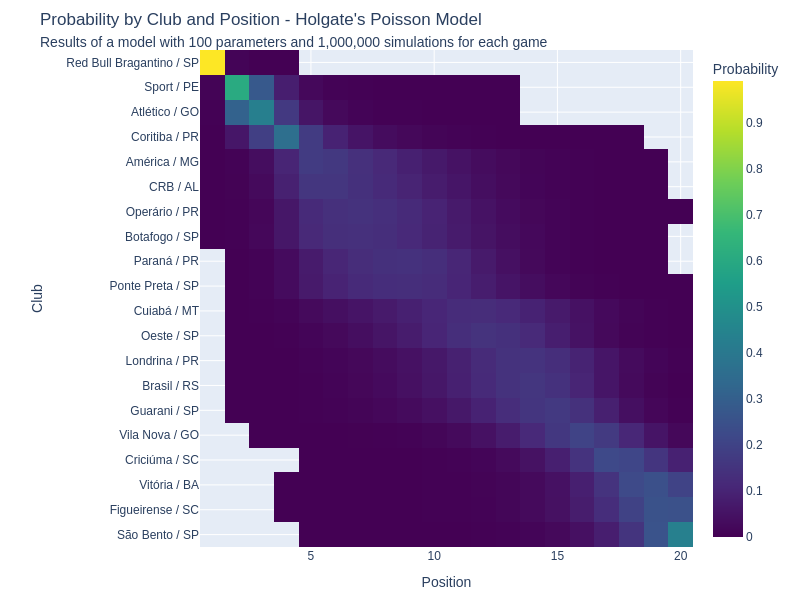 Probability by Club and Position - Holgate's Poisson Model
Results of a model with 100 parameters and 1,000,000 simulations for each game
Probability
Red Bull Bragantino / SP
Sport / PE
Atlético / GO
Coritiba / PR
América / MG
CRB / AL
Operário / PR
Botafogo / SP
Paraná / PR
Ponte Preta / SP
Cuiabá / MT
Oeste / SP
Londrina / PR
Brasil / RS
Guarani / SP
Vila Nova / GO
Criciúma / SC
Vitória / BA
Figueirense / SC
São Bento / SP
Club
5
10
15
20
Position
0.9
0.8
0.7
0.6
0.5
0.4
0.3
0.2
0.1
0